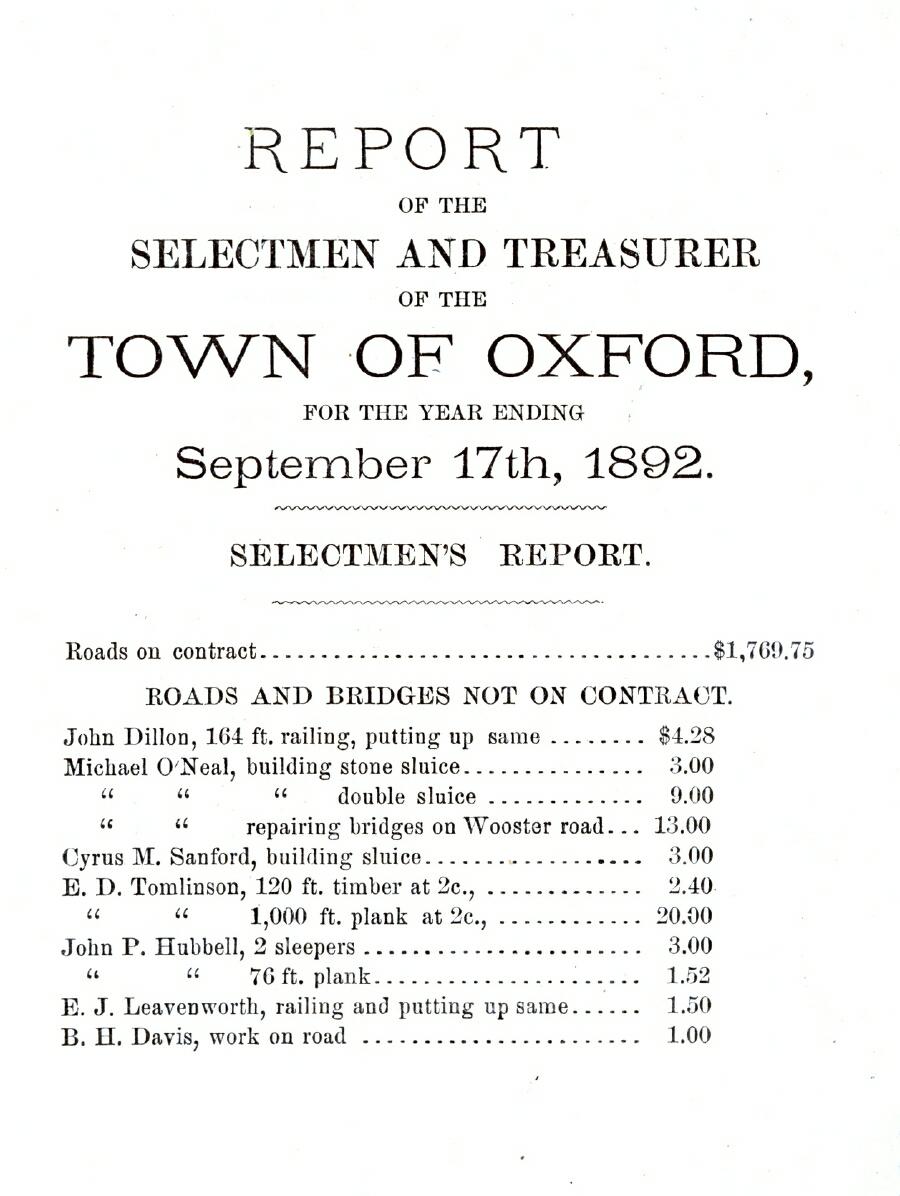 REPORT
OF THE
SELECTMEN AND TREASURER
OF THE
TOWN OF OXFORD,
FOR THE YEAR ENDING
September 17th, 1892.
SELECTMEN'S REPORT.
Roads on contract....................................$1,769.75
ROADS AND BRIDGES NOT ON CONTRACT.
John Dillon, 164 ft. railing, putting up same ........ $4.28
Michael O'Neal, building stone sluice............... 3.00
“ “ “ double sluice ............. 9.00
“ “ repairing bridges on Wooster road... 13.00
Cyrus M. Sanford, building sluice.................. 3.00
E. D. Tomlinson, 120 ft. timber at 2c., ............. 2.40
“ “ 1,000 ft. plank at 2c., ............ 20.00
John P. Hubbell, 2 sleepers ....................... 3.00
“ “ 76 ft. plank...................... 1.52
E. J. Leavenworth, railing and putting up same...... 1.50
B. H. Davis, work on road ....................... 1.00